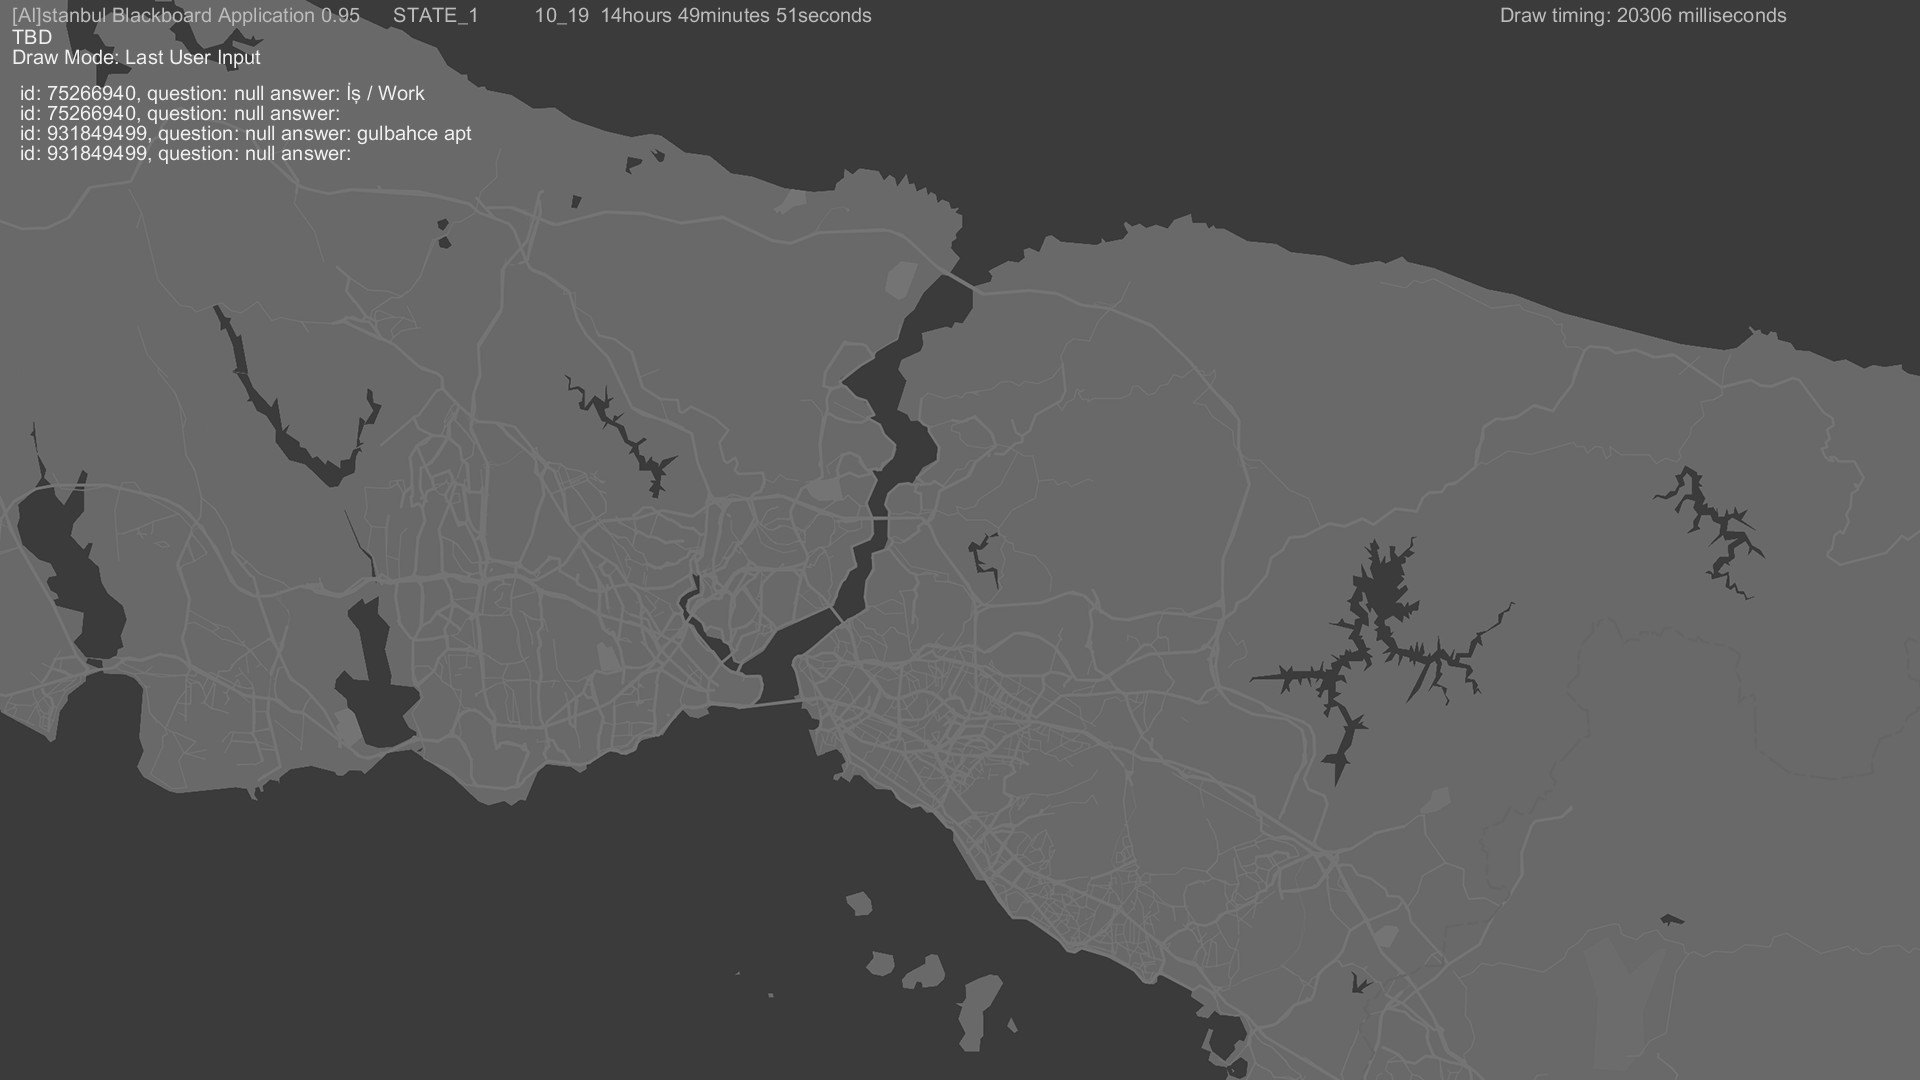 [AI]stanbul Blackboard Application 0.95 STATE_1 10_19 14hours 49minutes 51seconds Draw timing: 20306 milliseconds
TBD
Draw Mode: Last User Input
id: 75266940, question: null answer: İş / Work
id: 75266940, question: null answer:
id: 931849499, question: null answer: gulbahce apt
id: 931849499, question: null answer: